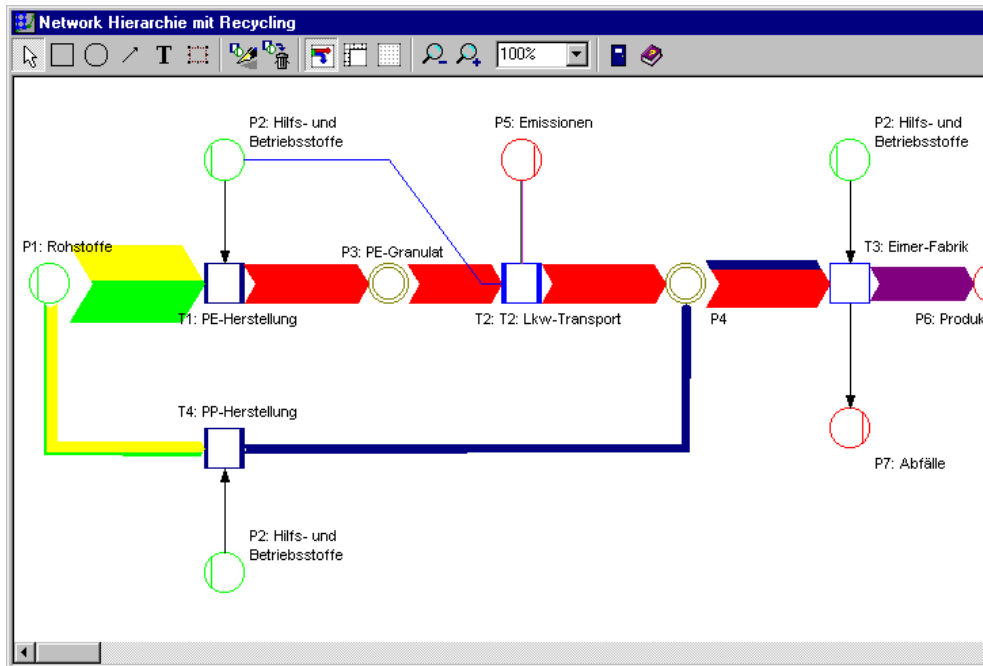 Network Hierarchie mit Recycling
T
100%
P2: Hilfs- und
Betriebsstoffe
P5: Emissionen
P2: Hilfs- und
Betriebsstoffe
P1: Rohstoffe
P3: PE-Granulat
T3: Eimer-Fabrik
T1: PE-Herstellung
T2: T2: Lkw-Transport
P4
P6: Produk
T4: PP-Herstellung
P7: Abfälle
P2: Hilfs- und
Betriebsstoffe